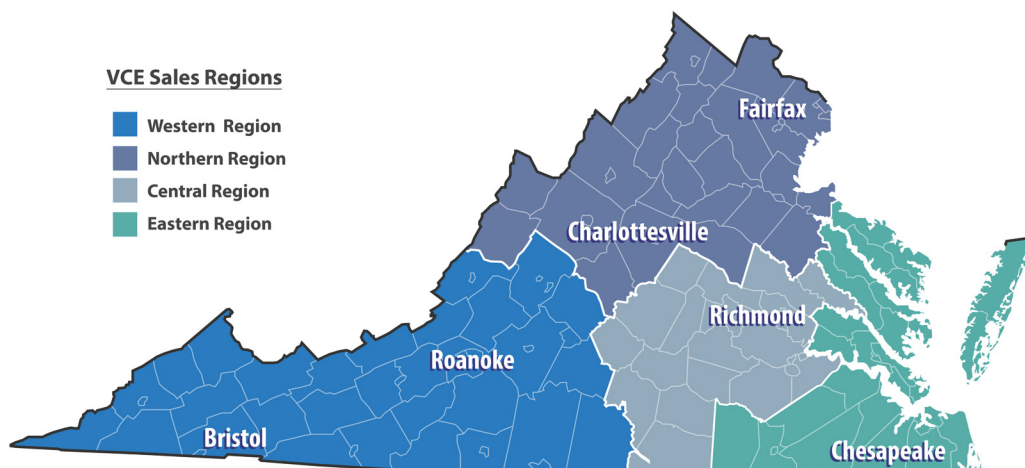 VCE Sales Regions
Western Region
Northern Region
Central Region
Eastern Region
Fairfax
Charlottesville
Richmond
Roanoke
Bristol
Chesapeake